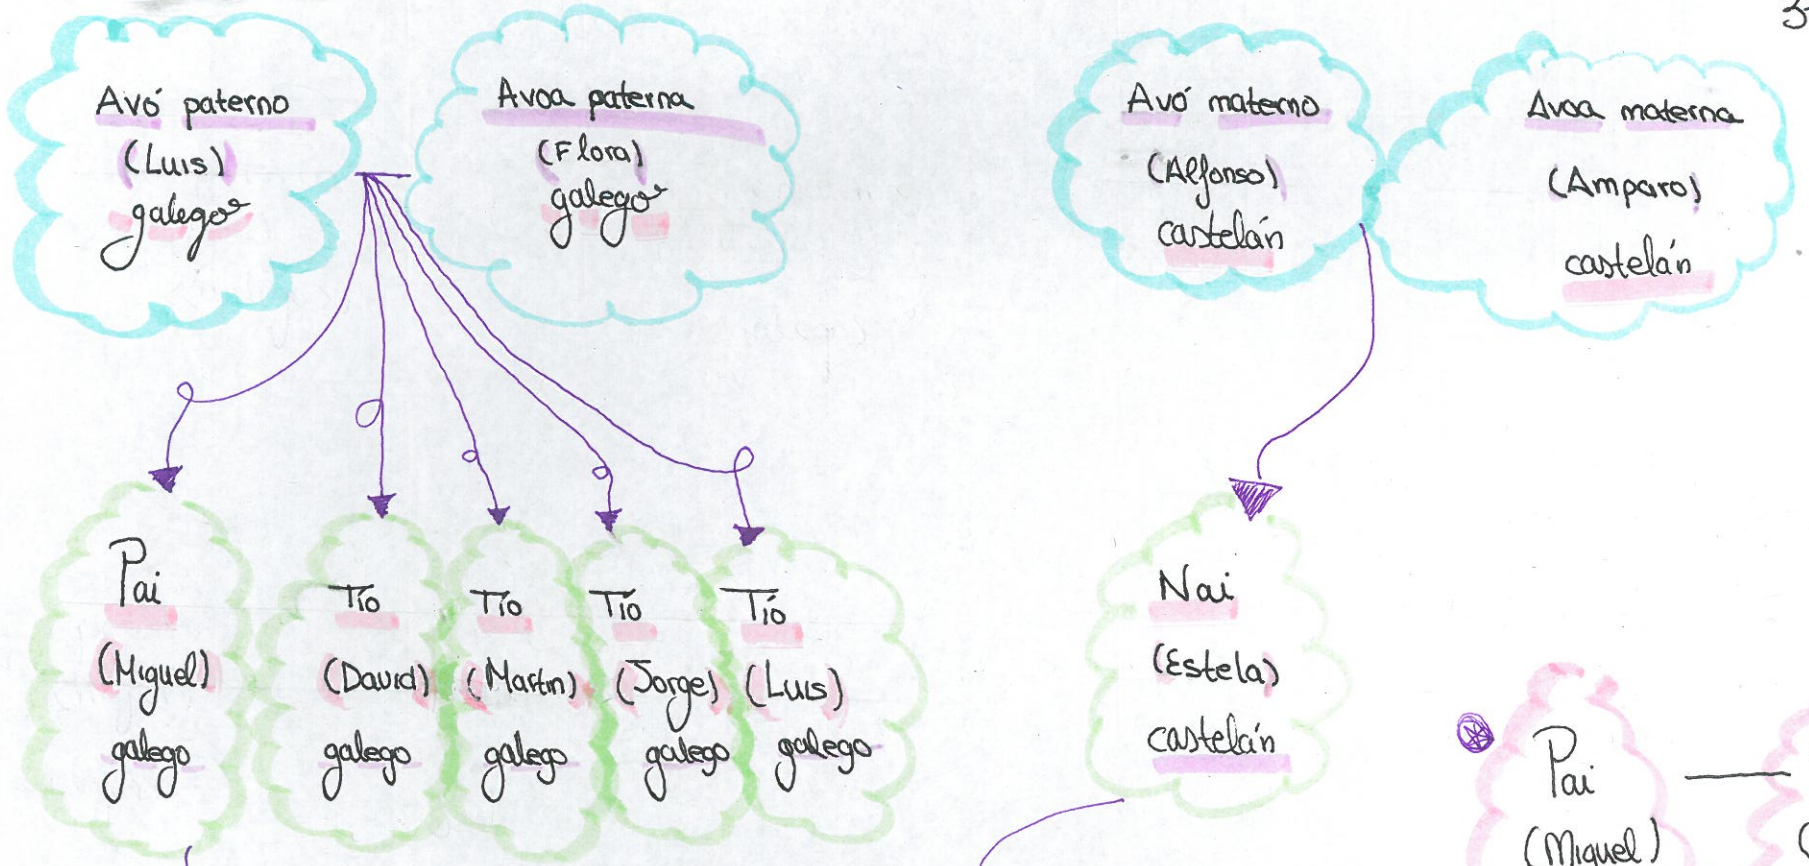 Avó paterno
(Luis)
galego
Avoa paterna
(Flora)
galego
Avó materno
(Alfonso)
castelán
Avoa materna
(Amparo)
castelán
Pai
(Miguel)
galego
Tío
(David)
galego
Tío
(Martín)
galego
Tío
(Jorge)
galego
Tío
(Luis)
galego
Nai
(Estela)
castelán
Pai
(Miguel)